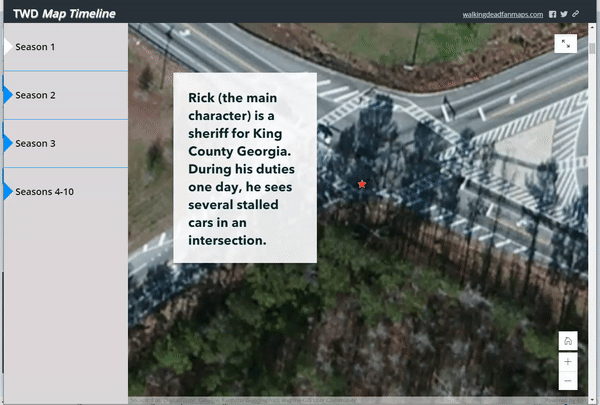 TWD Map Timeline
walkingdeadfanmaps.com
Season 1
Season 2
Season 3
Seasons 4-10
Rick (the main
character) is a
sheriff for King
County Georgia.
During his duties
one day, he sees
several stalled
cars in an
intersection.
+
−